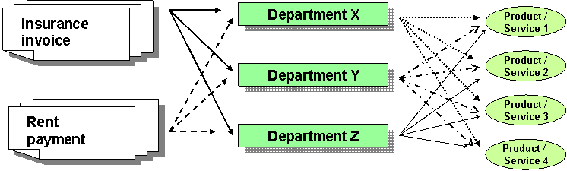 Insurance
invoice
Department X
Product /
Service 1
Department Y
Product /
Service 2
Rent
payment
Product /
Service 3
Department Z
Product /
Service 4